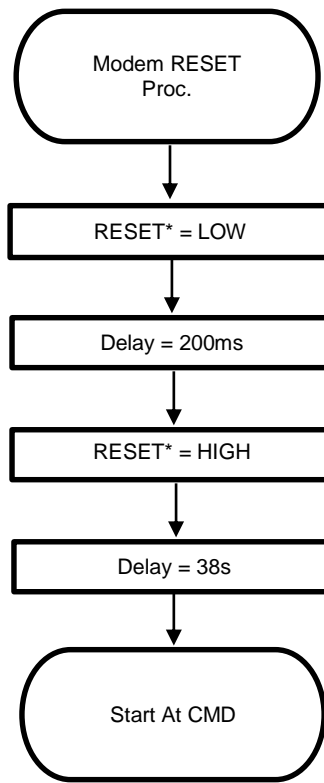 Modem RESET
Proc.
RESET* = LOW
Delay = 200ms
RESET* = HIGH
Delay = 38s
Start At CMD